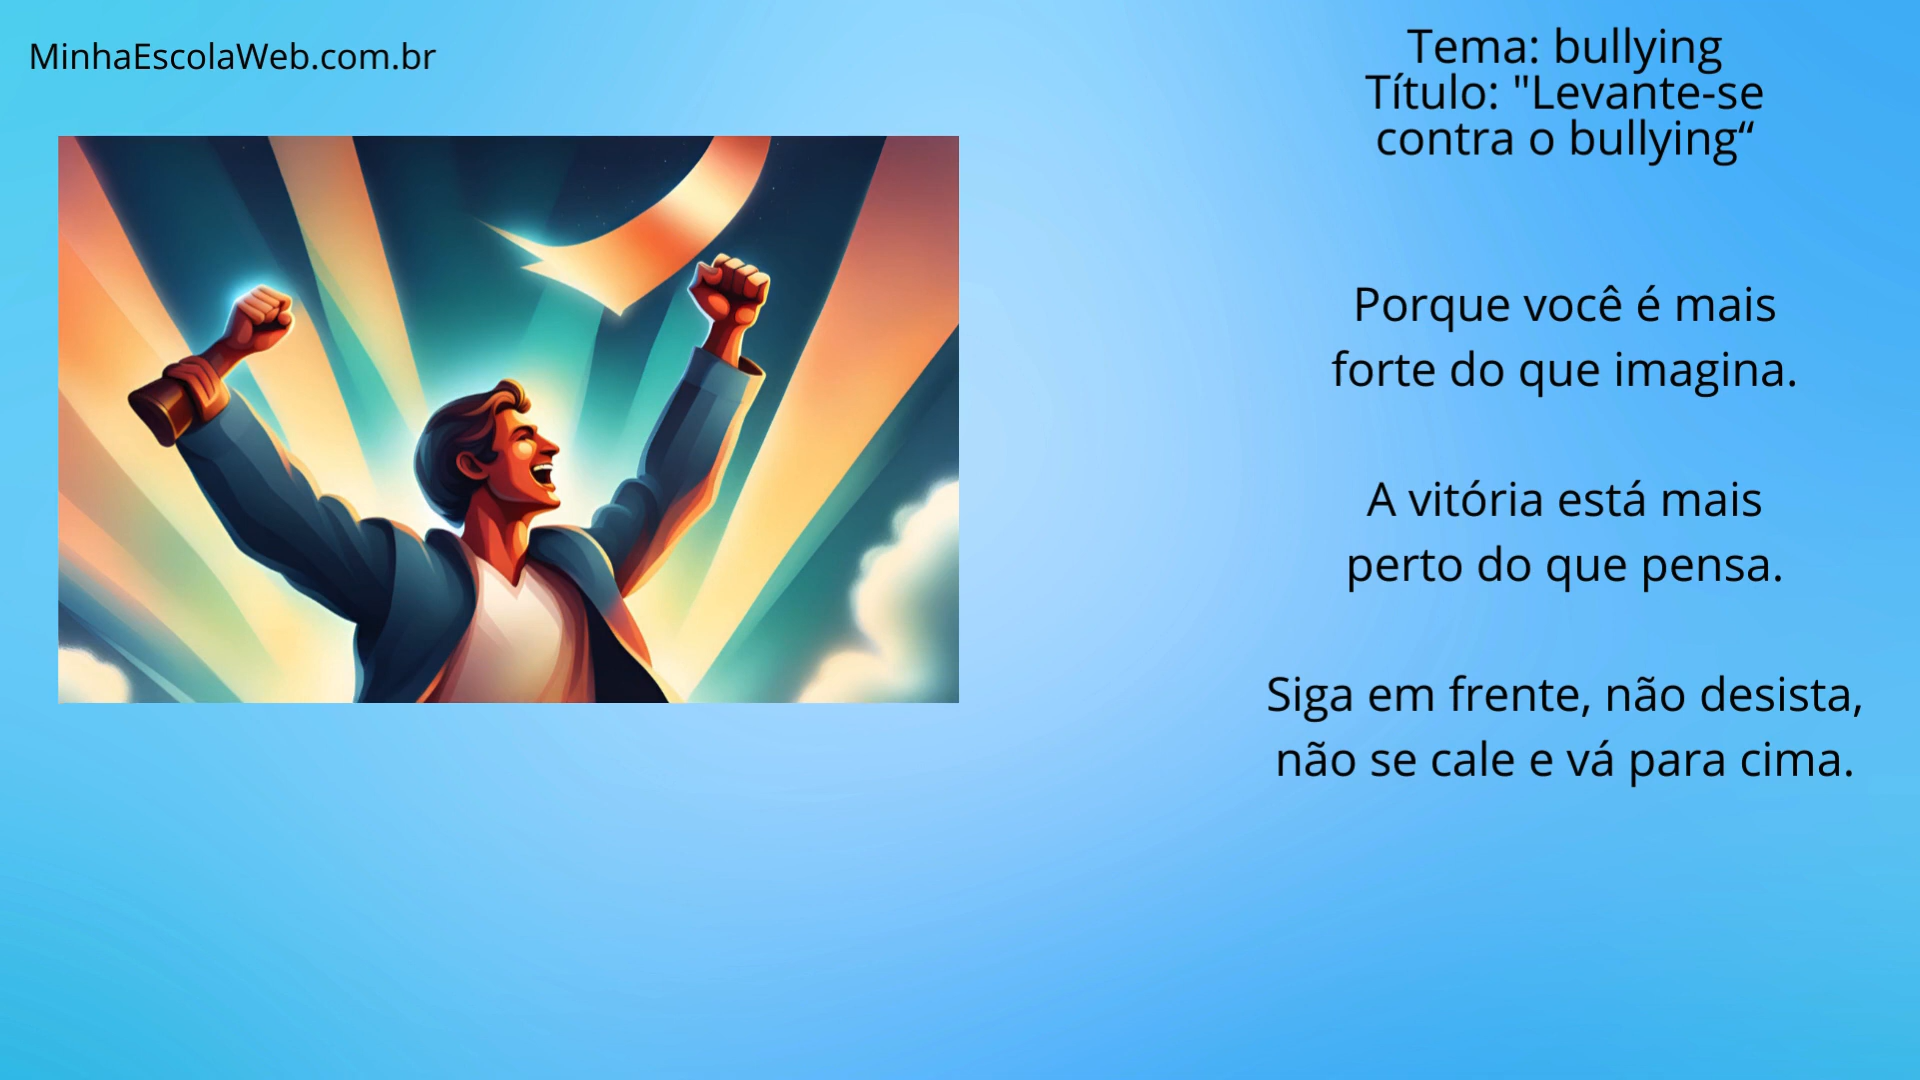 MinhaEscolaWeb.com.br
Tema: bullying
Título: "Levante-se
contra o bullying“
Porque você é mais
forte do que imagina.
A vitória está mais
perto do que pensa.
Siga em frente, não desista,
não se cale e vá para cima.